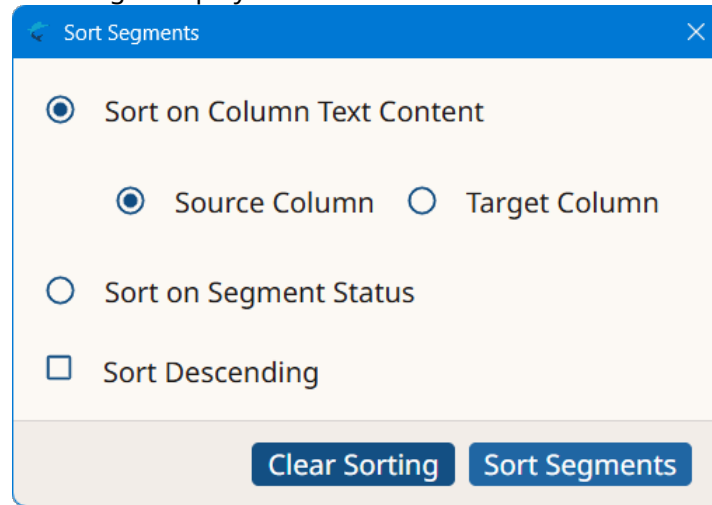 Sort Segments
Sort on Column Text Content
Source Column Target Column
Sort on Segment Status
Sort Descending
Clear Sorting Sort Segments